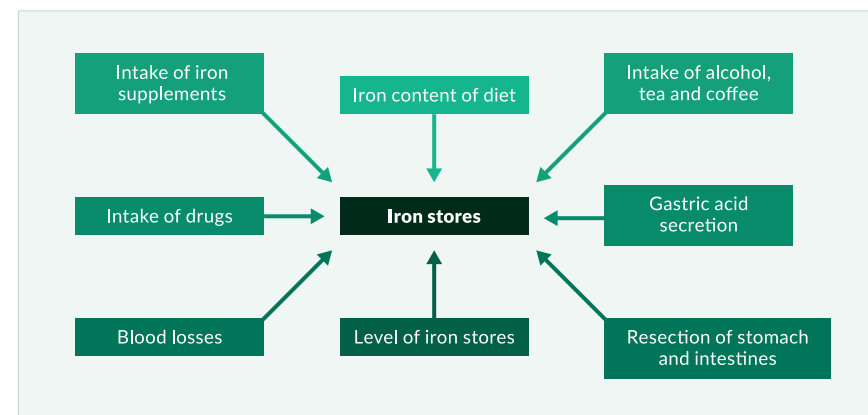 Intake of iron
supplements
Iron content of diet
Intake of alcohol,
tea and coffee
Intake of drugs
Iron stores
Gastric acid
secretion
Blood losses
Level of iron stores
Resection of stomach
and intestines